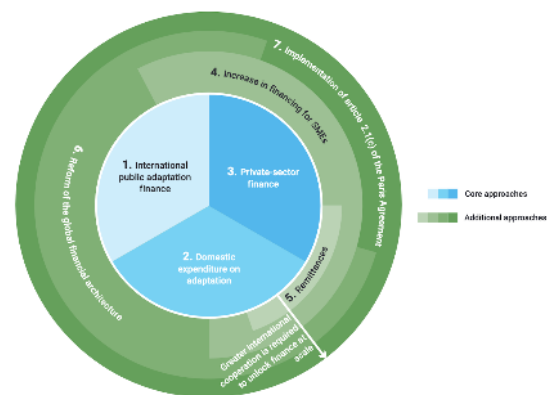 7. Implementation of article 2.1(c) of the Paris Agreement
4. Increase in financing for SMEs
1. International
public adaptation
finance
3. Private-sector
finance
2. Domestic
expenditure on
adaptation
6. Reform of the global financial architecture
5. Remittances
Greater international
cooperation is required
to unlock finance at
scale
Core approaches
Additional approaches